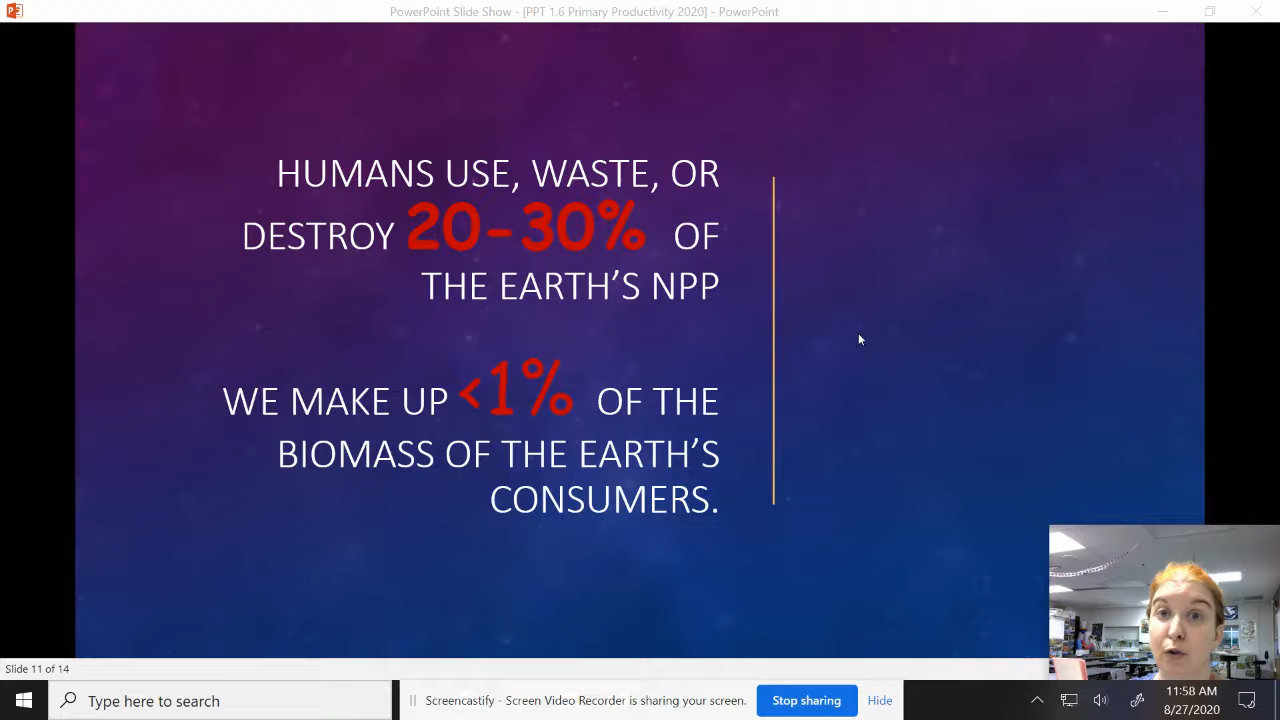 PowerPoint Slide Show - [PPT 1.6 Primary Productivity 2020] - PowerPoint
HUMANS USE, WASTE, OR
DESTROY 20-30% OF
THE EARTH'S NPP
WE MAKE UP <1% OF THE
BIOMASS OF THE EARTH'S
CONSUMERS.
Slide 11 of 14
Type here to search
Screencastify - Screen Video Recorder is sharing your screen.
Stop sharing
Hide
11:58 AM
8/27/2020